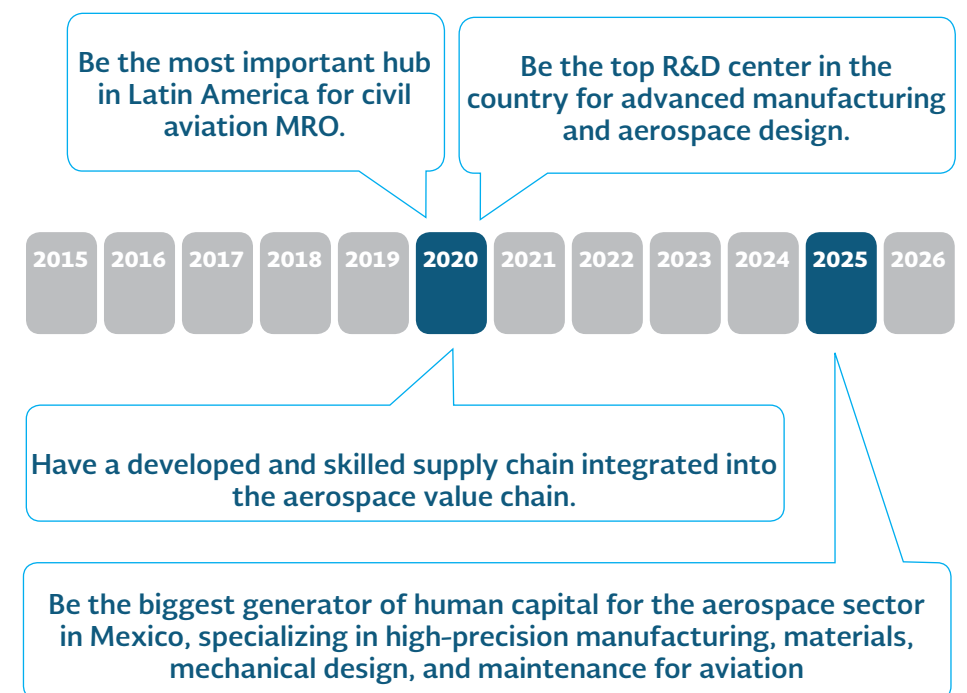 Be the most important hub
in Latin America for civil
aviation MRO.
Be the top R&D center in the
country for advanced manufacturing
and aerospace design.
2015 2016 2017 2018 2019 2020 2021 2022 2023 2024 2025 2026
Have a developed and skilled supply chain integrated into
the aerospace value chain.
Be the biggest generator of human capital for the aerospace sector
in Mexico, specializing in high-precision manufacturing, materials,
mechanical design, and maintenance for aviation